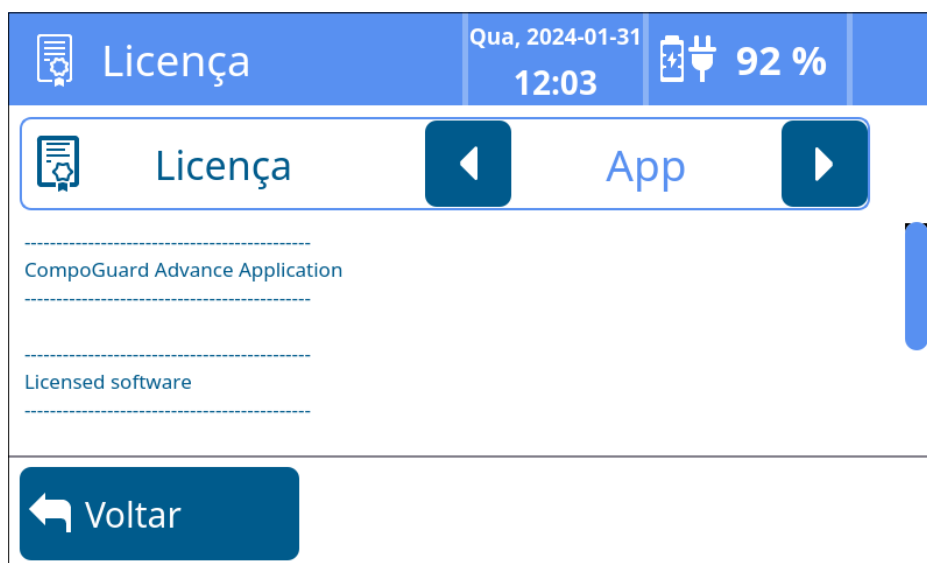 Licença
Qua, 2024-01-31
12:03
92 %
Licença
App
---------------------------------------------
CompoGuard Advance Application
---------------------------------------------
---------------------------------------------
Licensed software
---------------------------------------------
Voltar